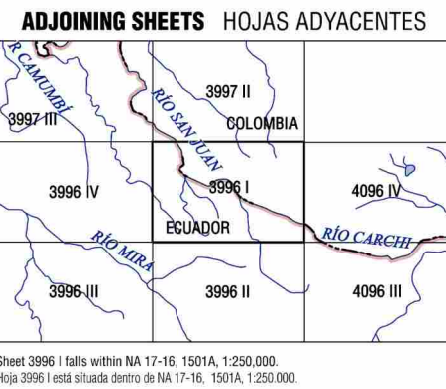 ADJOINING SHEETS HOJAS ADYACENTES
R CAMUMBÍ
3997 III
RÍO SAN JUAN
3997 II
COLOMBIA
3996 IV
3996 I
4096 IV
ECUADOR
RÍO MIRA
RÍO CARCHI
3996 III
3996 II
4096 III
Sheet 3996 I falls within NA 17-16, 1501A, 1:250,000.
Hoja 3996 I está situada dentro de NA 17-16, 1501A, 1:250.000.